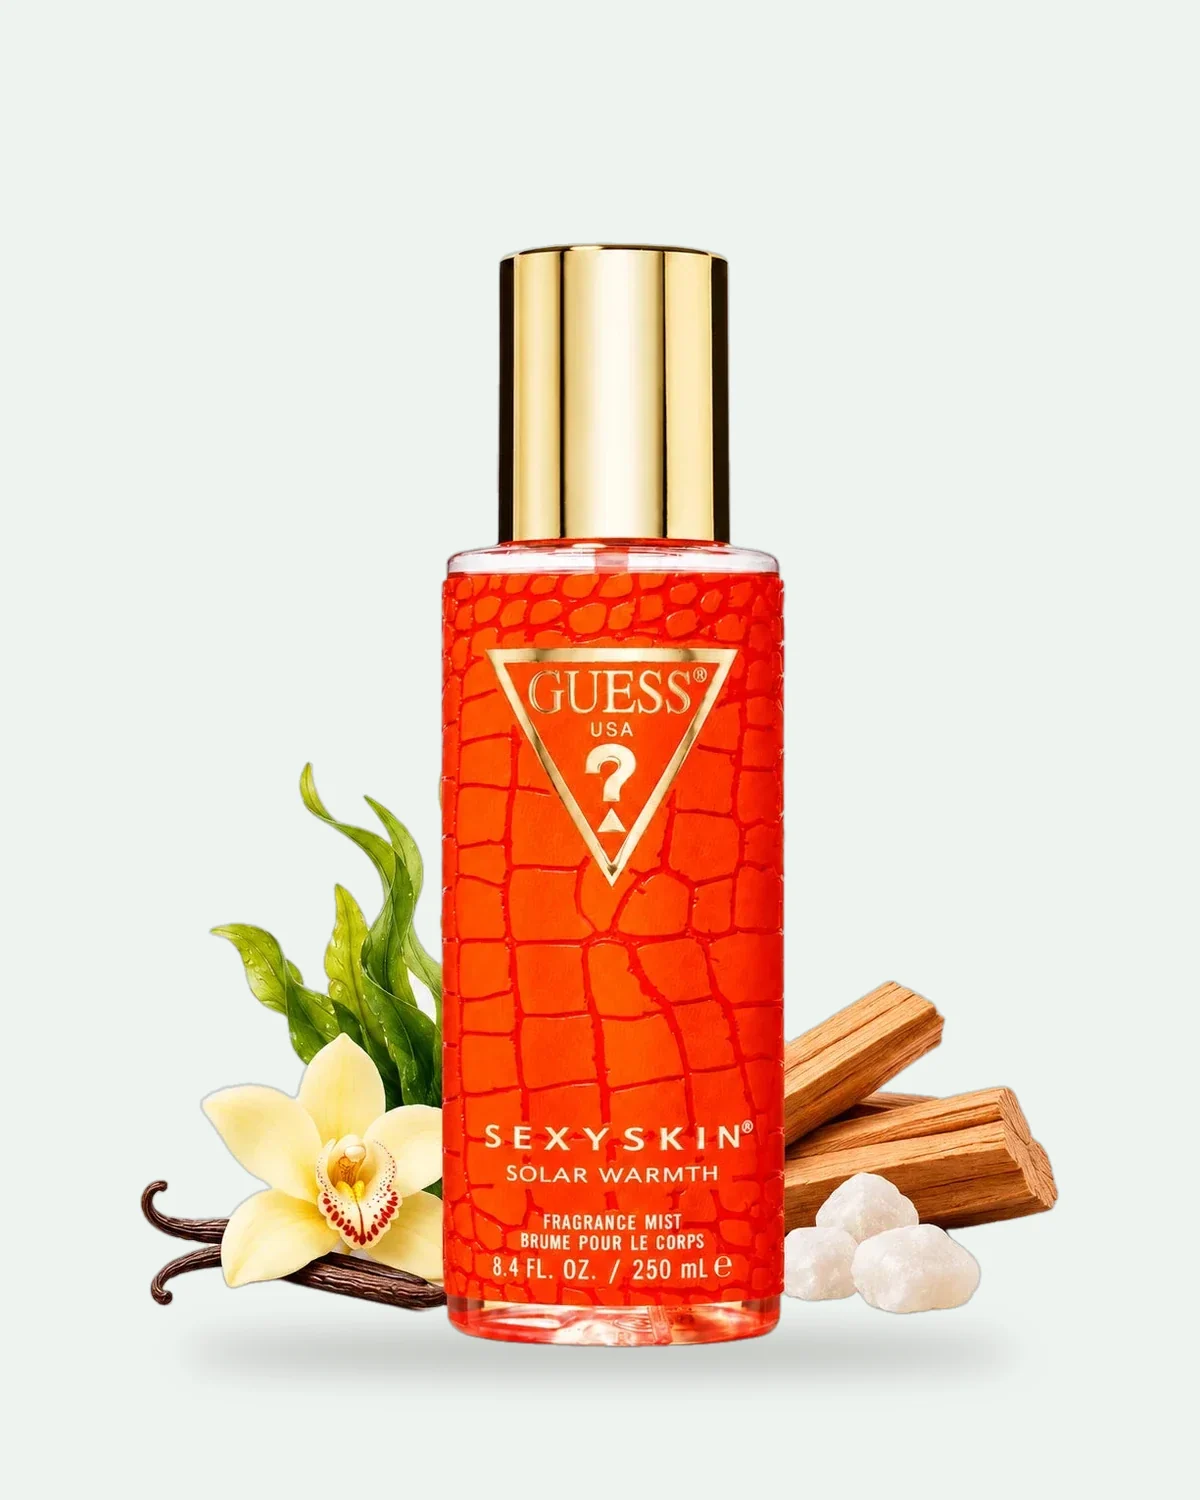 GUESS®
USA
?
SEXYSKIN®
SOLAR WARMTH
FRAGRANCE MIST
BRUME POUR LE CORPS
8.4 FL. OZ. / 250 mL ℮